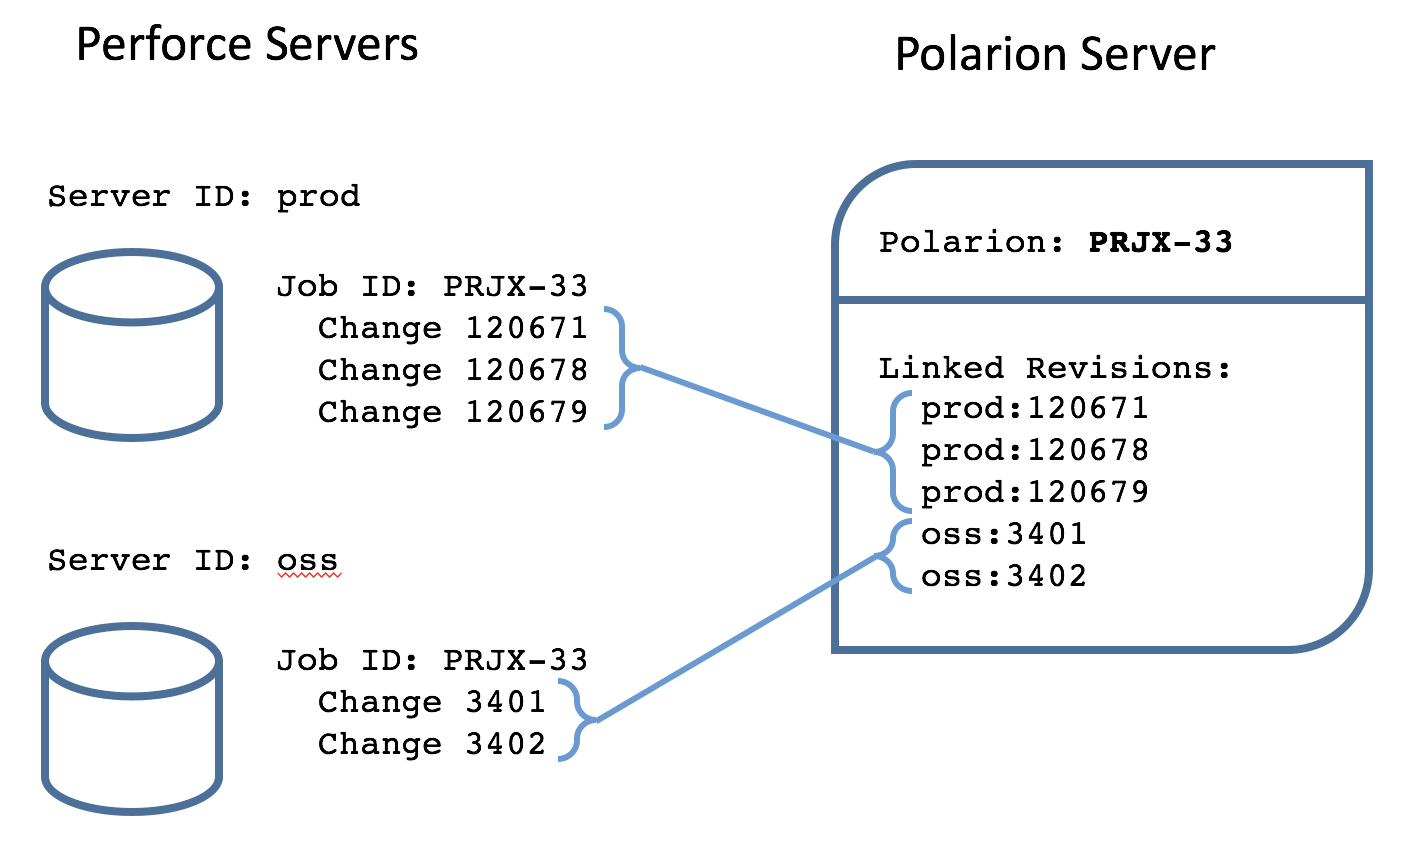 Perforce Servers
Polarion Server
Server ID: prod
Job ID: PRJX-33
Change 120671
Change 120678
Change 120679
Server ID: oss
Job ID: PRJX-33
Change 3401
Change 3402
Polarion: PRJX-33
Linked Revisions:
prod:120671
prod:120678
prod:120679
oss:3401
oss:3402